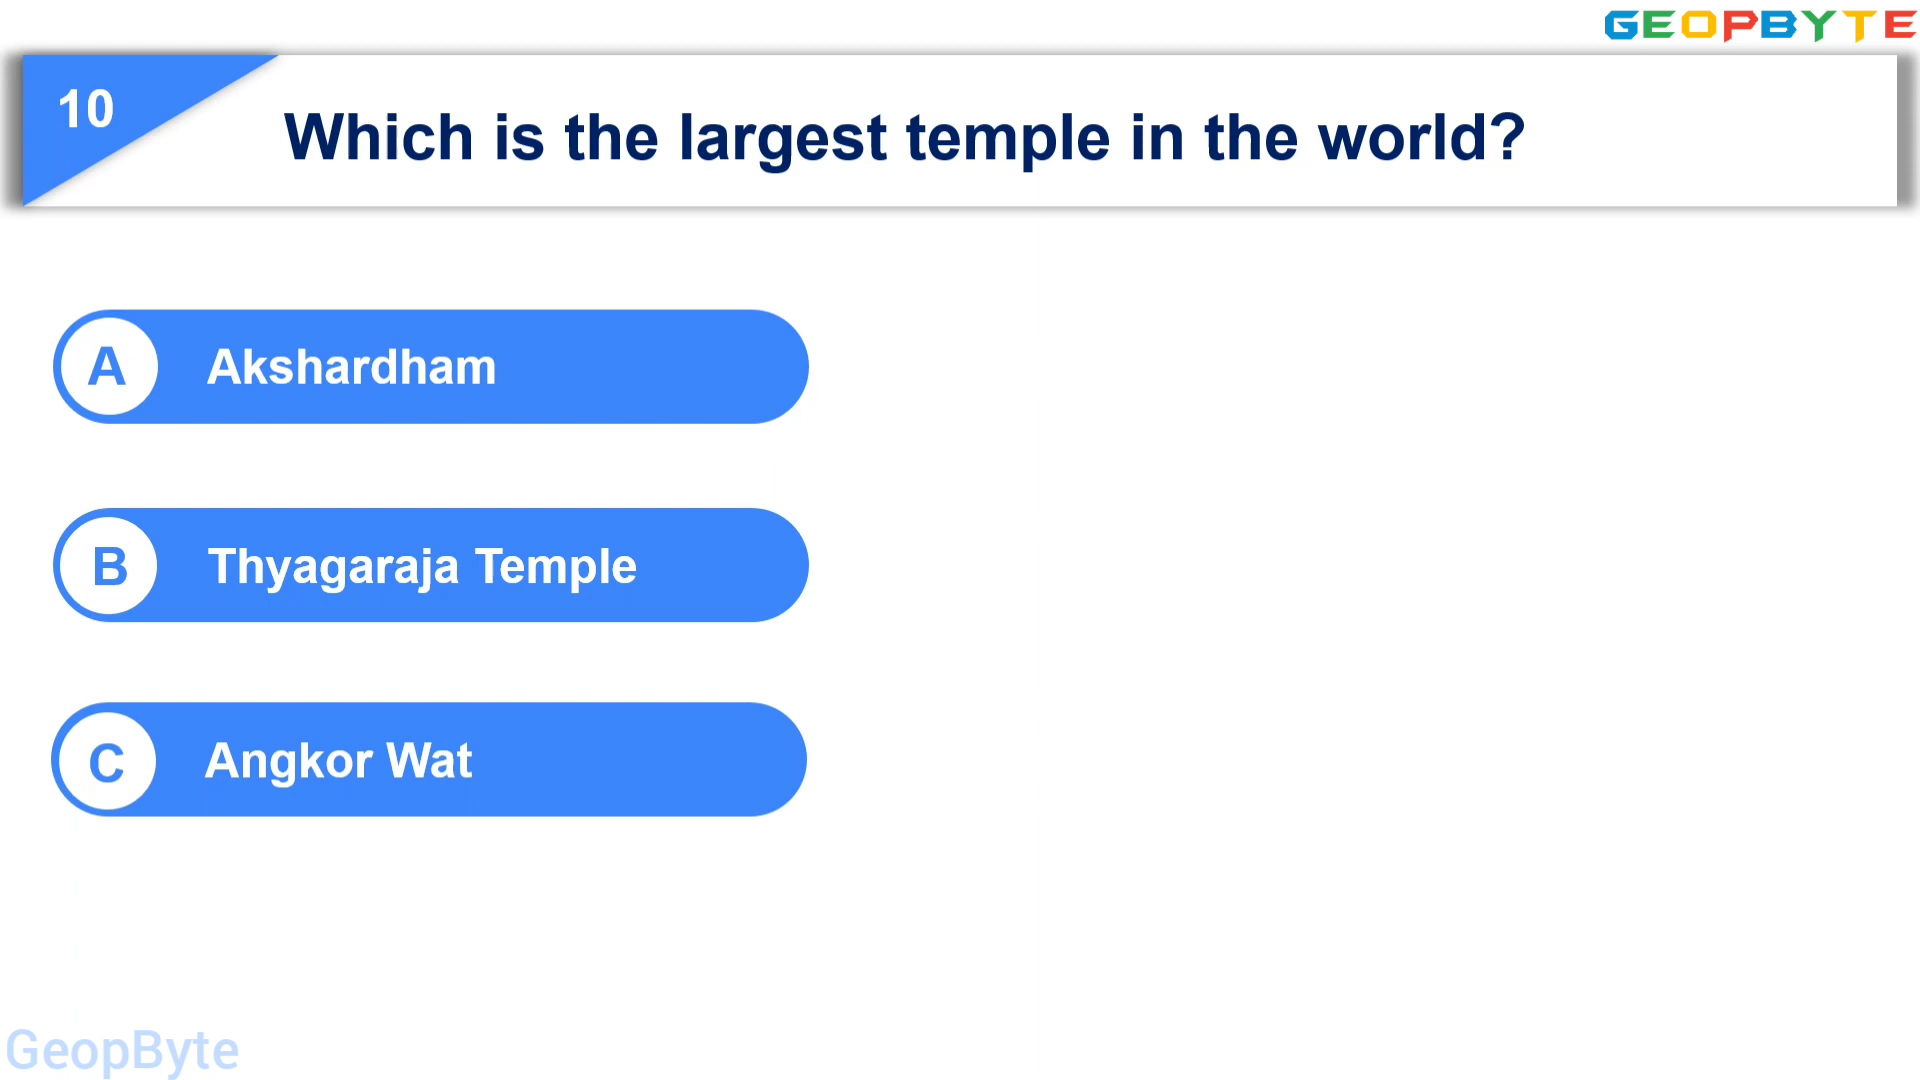 GEOPBYTE
10
Which is the largest temple in the world?
A Akshardham
B Thyagaraja Temple
C Angkor Wat
GeopByte